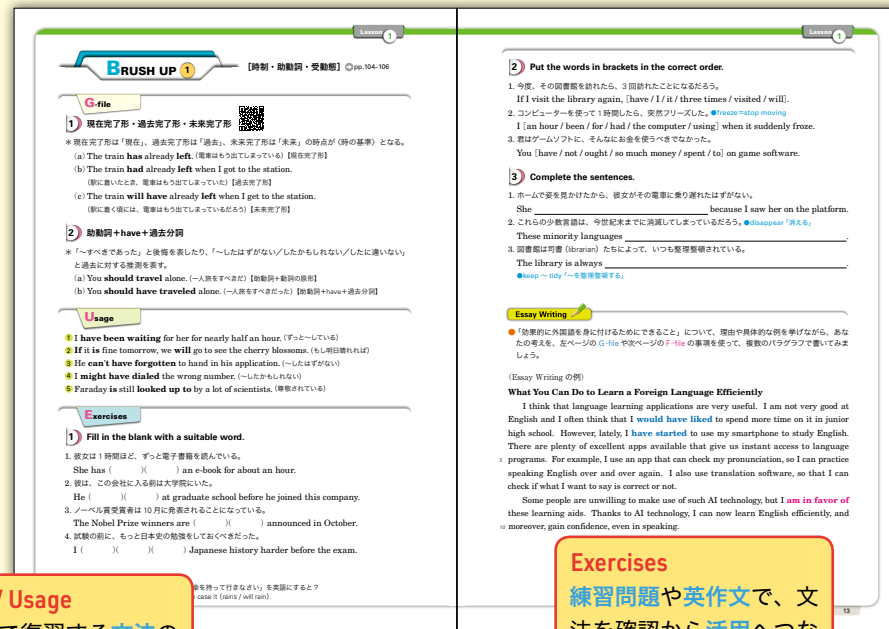 Lesson 1
BRUSH UP 1 [時制・助動詞・受動態] pp.104-106
G-file
1 現在完了形・過去完了形・未来完了形
*現在完了形は「現在」、過去完了形は「過去」、未来完了形は「未来」の時点が〈時の基準〉となる。
(a) The train has already left. (電車はもう出てしまっている)【現在完了形】
(b) The train had already left when I got to the station.
(駅に着いたとき、電車はもう出てしまっていた)【過去完了形】
(c) The train will have already left when I get to the station.
(駅に着く頃には、電車はもう出てしまっているだろう)【未来完了形】
2 助動詞+have+過去分詞
*「~すべきであった」と後悔を表したり、「~したはずがない/したかもしれない/したに違いない」
と過去に対する推測を表す。
(a) You should travel alone. (一人旅をすべきだ)【助動詞+動詞の原形】
(b) You should have traveled alone. (一人旅をすべきだった)【助動詞+have+過去分詞】
Usage
1 I have been waiting for her for nearly half an hour. (ずっと~している)
2 If it is fine tomorrow, we will go to see the cherry blossoms. (もし明日晴れれば)
3 He can't have forgotten to hand in his application. (~したはずがない)
4 I might have dialed the wrong number. (~したかもしれない)
5 Faraday is still looked up to by a lot of scientists. (尊敬されている)
Exercises
1 Fill in the blank with a suitable word.
1. 彼女は1時間ほど、ずっと電子書籍を読んでいる。
She has ( )( ) an e-book for about an hour.
2. 彼は、この会社に入る前は大学院にいた。
He ( )( ) at graduate school before he joined this company.
3. ノーベル賞受賞者は10月に発表されることになっている。
The Nobel Prize winners are ( )( ) announced in October.
4. 試験の前に、もっと日本史の勉強をしておくべきだった。
I ( )( )( ) Japanese history harder before the exam.
を持って行きなさい」を英語にすると?
case it (rains / will rain).
/ Usage
で復習する文法の
Lesson 1
2 Put the words in brackets in the correct order.
1. 今度、その図書館を訪れたら、3回訪れたことになるだろう。
If I visit the library again, [have / I / it / three times / visited / will].
2. コンピューターを使って1時間したら、突然フリーズした。●freeze=stop moving
I [an hour / been / for / had / the computer / using] when it suddenly froze.
3. 君はゲームソフトに、そんなにお金を使うべきでなかった。
You [have / not / ought / so much money / spent / to] on game software.
3 Complete the sentences.
1. ホームで姿を見かけたから、彼女がその電車に乗り遅れたはずがない。
She because I saw her on the platform.
2. これらの少数言語は、今世紀末までに消滅してしまっているだろう。●disappear「消える」
These minority languages .
3. 図書館は司書 (librarian) たちによって、いつも整理整頓されている。
The library is always .
●keep ~ tidy「~を整理整頓する」
Essay Writing
●「効果的に外国語を身に付けるためにできること」について、理由や具体的な例を挙げながら、あな
たの考えを、左ページのG-fileや次ページのF-fileの事項を使って、複数のパラグラフで書いてみま
しょう。
(Essay Writing の例)
What You Can Do to Learn a Foreign Language Efficiently
I think that language learning applications are very useful. I am not very good at
English and I often think that I would have liked to spend more time on it in junior
high school. However, lately, I have started to use my smartphone to study English.
There are plenty of excellent apps available that give us instant access to language
5 programs. For example, I use an app that can check my pronunciation, so I can practice
speaking English over and over again. I also use translation software, so that I can
check if what I want to say is correct or not.
Some people are unwilling to make use of such AI technology, but I am in favor of
these learning aids. Thanks to AI technology, I can now learn English efficiently, and
10 moreover, gain confidence, even in speaking.
13
Exercises
練習問題や英作文で、文
法を確認から活用へつな